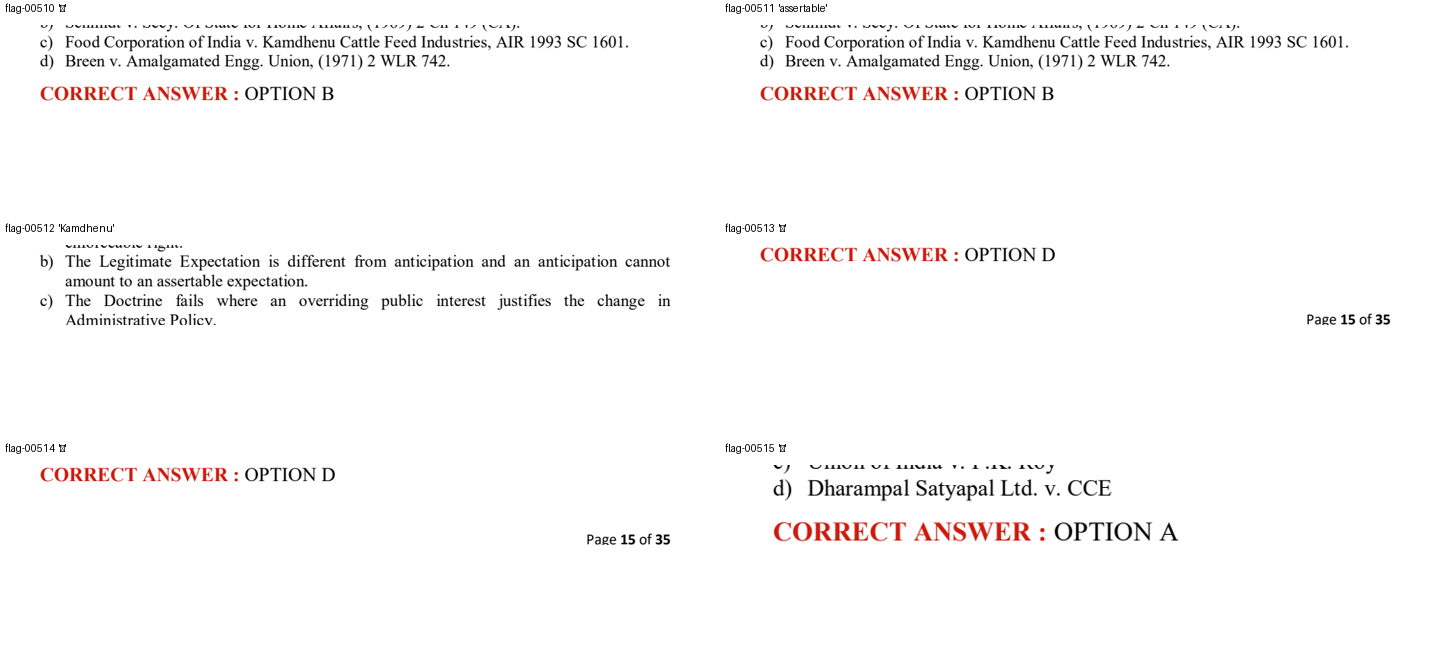 flag-00510
c) Food Corporation of India v. Kamdhenu Cattle Feed Industries, AIR 1993 SC 1601.
d) Breen v. Amalgamated Engg. Union, (1971) 2 WLR 742.
CORRECT ANSWER : OPTION B
flag-00511 'assertable'
c) Food Corporation of India v. Kamdhenu Cattle Feed Industries, AIR 1993 SC 1601.
d) Breen v. Amalgamated Engg. Union, (1971) 2 WLR 742.
CORRECT ANSWER : OPTION B
flag-00512 'Kamdhenu'
b) The Legitimate Expectation is different from anticipation and an anticipation cannot
amount to an assertable expectation.
c) The Doctrine fails where an overriding public interest justifies the change in
Administrative Policy.
flag-00513
CORRECT ANSWER : OPTION D
Page 15 of 35
flag-00514
CORRECT ANSWER : OPTION D
Page 15 of 35
flag-00515
c) Union of India v. P.K. Roy
d) Dharampal Satyapal Ltd. v. CCE
CORRECT ANSWER : OPTION A